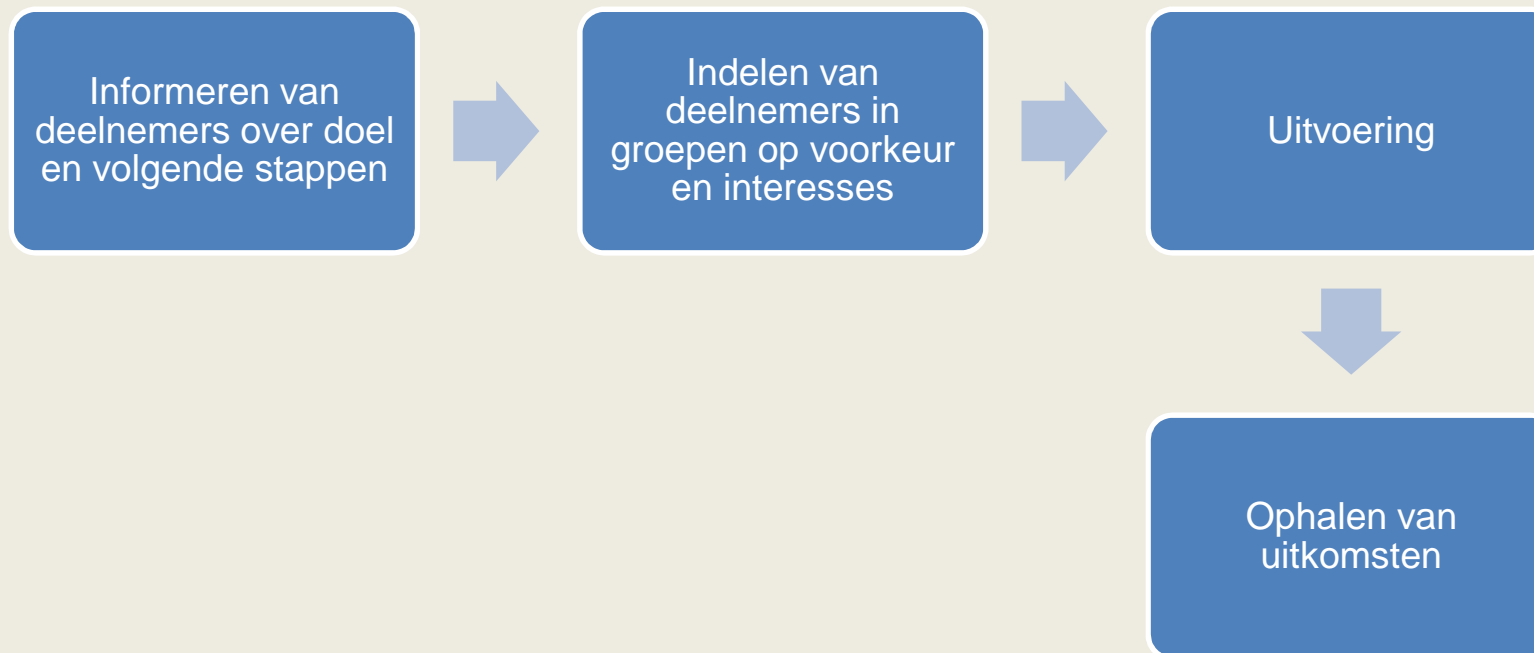 Informeren van
deelnemers over doel
en volgende stappen
Indelen van
deelnemers in
groepen op voorkeur
en interesses
Uitvoering
Ophalen van
uitkomsten